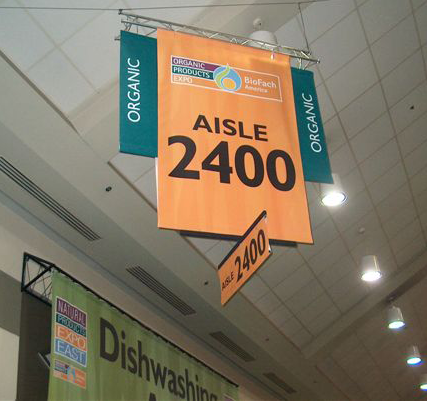 ORGANIC
ORGANIC
PRODUCTS
EXPO
BioFach
America
ORGANIC
AISLE
2400
AISLE 2400
NATURAL
PRODUCTS
EXPO
EAST
Dishwashing